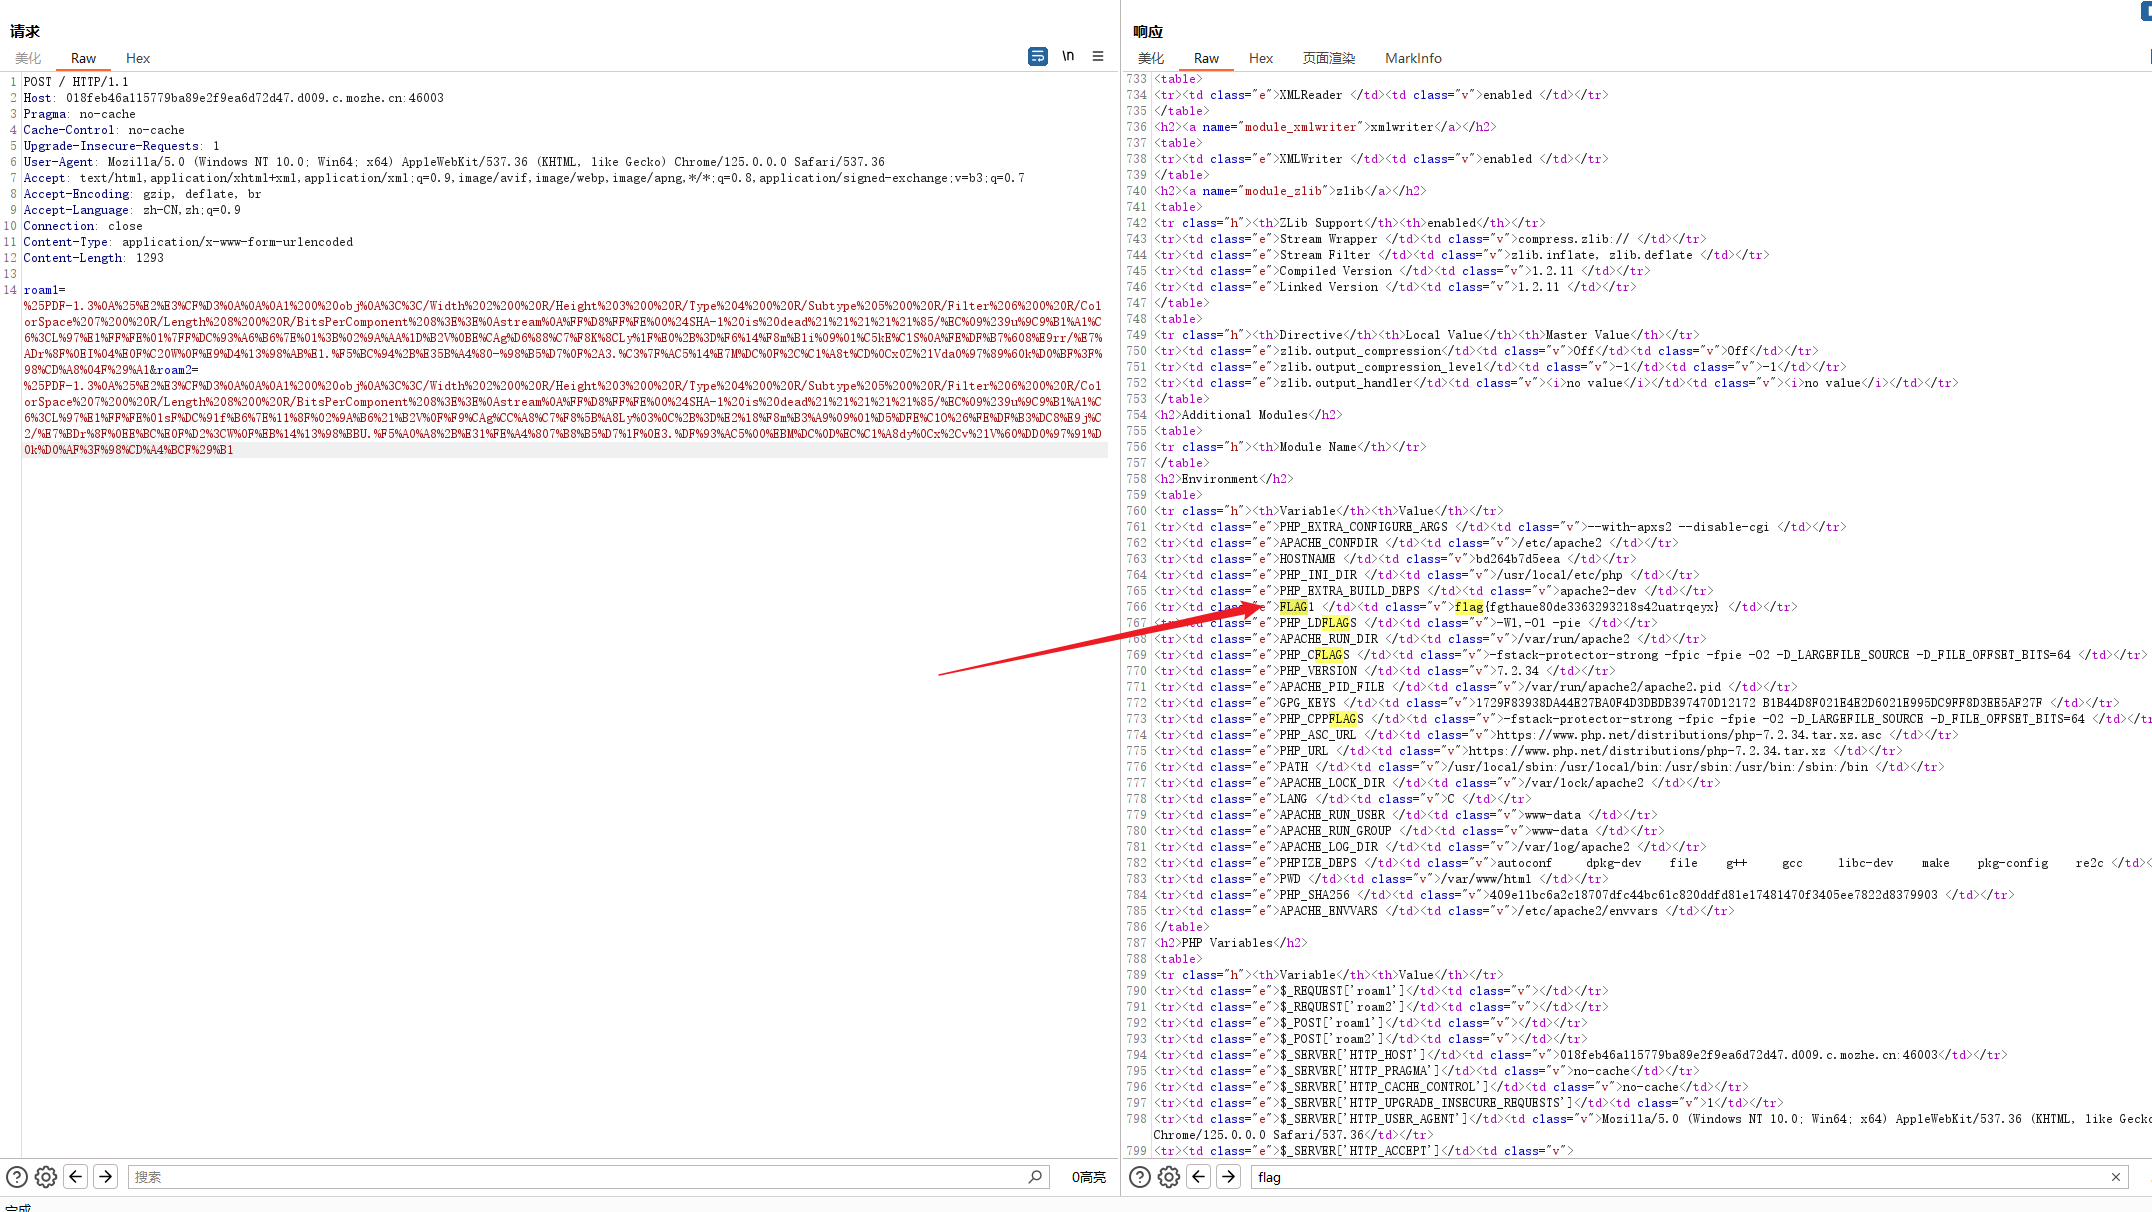 请求
美化 Raw Hex
\n
1 POST / HTTP/1.1
2 Host: 018feb46a115779ba89e2f9ea6d72d47.d009.c.mozhe.cn:46003
3 Pragma: no-cache
4 Cache-Control: no-cache
5 Upgrade-Insecure-Requests: 1
6 User-Agent: Mozilla/5.0 (Windows NT 10.0; Win64; x64) AppleWebKit/537.36 (KHTML, like Gecko) Chrome/125.0.0.0 Safari/537.36
7 Accept: text/html,application/xhtml+xml,application/xml;q=0.9,image/avif,image/webp,image/apng,*/*;q=0.8,application/signed-exchange;v=b3;q=0.7
8 Accept-Encoding: gzip, deflate, br
9 Accept-Language: zh-CN,zh;q=0.9
10 Connection: close
11 Content-Type: application/x-www-form-urlencoded
12 Content-Length: 1293
13
14 roam1=
%25PDF-1.3%0A%25%E2%E3%CF%D3%0A%0A%0A1%200%20obj%0A%3C%3C/Width%202%200%20R/Height%203%200%20R/Type%204%200%20R/Subtype%205%200%20R/Filter%206%200%20R/Col
orSpace%207%200%20R/Length%208%200%20R/BitsPerComponent%208%3E%3E%0Astream%0A%FF%D8%FF%FE%00%24SHA-1%20is%20dead%21%21%21%21%21%85/%EC%09%239u%9C9%B1%A1%C
6%3CL%97%E1%FF%FE%01%7FF%DC%93%A6%B6%7E%01%3B%02%9A%AA%1D%B2V%0BE%CAg%D6%88%C7%F8K%8CLy%1F%E0%2B%3D%F6%14%F8m%B1i%09%01%C5kE%C1S%0A%FE%DF%B7%608%E9rr/%E7%
ADr%8F%0EI%04%E0F%C20W%0F%E9%D4%13%98%AB%E1.%F5%BC%94%2B%E35B%A4%80-%98%B5%D7%0F%2A3.%C3%7F%AC5%14%E7M%DC%0F%2C%C1%A8t%CD%0Cx0Z%21Vda0%97%89%60k%D0%BF%3F%
98%CD%A8%04F%29%A1&roam2=
%25PDF-1.3%0A%25%E2%E3%CF%D3%0A%0A%0A1%200%20obj%0A%3C%3C/Width%202%200%20R/Height%203%200%20R/Type%204%200%20R/Subtype%205%200%20R/Filter%206%200%20R/Col
orSpace%207%200%20R/Length%208%200%20R/BitsPerComponent%208%3E%3E%0Astream%0A%FF%D8%FF%FE%00%24SHA-1%20is%20dead%21%21%21%21%21%85/%EC%09%239u%9C9%B1%A1%C
6%3CL%97%E1%FF%FE%01sF%DC%91f%B6%7E%11%8F%02%9A%B6%21%B2V%0F%F9%CAg%CC%A8%C7%F8%5B%A8Ly%03%0C%2B%3D%E2%18%F8m%B3%A9%09%01%D5%DFE%C1O%26%FE%DF%B3%DC8%E9j%C
2/%E7%BDr%8F%0EE%BC%E0F%D2%3CW%0F%EB%14%13%98%BBU.%F5%A0%A8%2B%E31%FE%A4%807%B8%B5%D7%1F%0E3.%DF%93%AC5%00%EBM%DC%0D%EC%C1%A8dy%0Cx%2Cv%21V%60%DD0%97%91%D
0k%D0%AF%3F%98%CD%A4%BCF%29%B1
搜索
0高亮
完成
响应
美化 Raw Hex 页面渲染 MarkInfo
733 <table>
734 <tr><td class="e">XMLReader </td><td class="v">enabled </td></tr>
735 </table>
736 <h2><a name="module_xmlwriter">xmlwriter</a></h2>
737 <table>
738 <tr><td class="e">XMLWriter </td><td class="v">enabled </td></tr>
739 </table>
740 <h2><a name="module_zlib">zlib</a></h2>
741 <table>
742 <tr class="h"><th>ZLib Support</th><th>enabled</th></tr>
743 <tr><td class="e">Stream Wrapper </td><td class="v">compress.zlib:// </td></tr>
744 <tr><td class="e">Stream Filter </td><td class="v">zlib.inflate, zlib.deflate </td></tr>
745 <tr><td class="e">Compiled Version </td><td class="v">1.2.11 </td></tr>
746 <tr><td class="e">Linked Version </td><td class="v">1.2.11 </td></tr>
747 </table>
748 <table>
749 <tr class="h"><th>Directive</th><th>Local Value</th><th>Master Value</th></tr>
750 <tr><td class="e">zlib.output_compression</td><td class="v">Off</td><td class="v">Off</td></tr>
751 <tr><td class="e">zlib.output_compression_level</td><td class="v">-1</td><td class="v">-1</td></tr>
752 <tr><td class="e">zlib.output_handler</td><td class="v"><i>no value</i></td><td class="v"><i>no value</i></td></tr>
753 </table>
754 <h2>Additional Modules</h2>
755 <table>
756 <tr class="h"><th>Module Name</th></tr>
757 </table>
758 <h2>Environment</h2>
759 <table>
760 <tr class="h"><th>Variable</th><th>Value</th></tr>
761 <tr><td class="e">PHP_EXTRA_CONFIGURE_ARGS </td><td class="v">--with-apxs2 --disable-cgi </td></tr>
762 <tr><td class="e">APACHE_CONFDIR </td><td class="v">/etc/apache2 </td></tr>
763 <tr><td class="e">HOSTNAME </td><td class="v">bd264b7d5eea </td></tr>
764 <tr><td class="e">PHP_INI_DIR </td><td class="v">/usr/local/etc/php </td></tr>
765 <tr><td class="e">PHP_EXTRA_BUILD_DEPS </td><td class="v">apache2-dev </td></tr>
766 <tr><td class="e">FLAG1 </td><td class="v">flag{fgthaue80de3363293218s42uatrqeyx} </td></tr>
767 <tr><td class="e">PHP_LDFLAGS </td><td class="v">-Wl,-O1 -pie </td></tr>
768 <tr><td class="e">APACHE_RUN_DIR </td><td class="v">/var/run/apache2 </td></tr>
769 <tr><td class="e">PHP_CFLAGS </td><td class="v">-fstack-protector-strong -fpic -fpie -O2 -D_LARGEFILE_SOURCE -D_FILE_OFFSET_BITS=64 </td></tr>
770 <tr><td class="e">PHP_VERSION </td><td class="v">7.2.34 </td></tr>
771 <tr><td class="e">APACHE_PID_FILE </td><td class="v">/var/run/apache2/apache2.pid </td></tr>
772 <tr><td class="e">GPG_KEYS </td><td class="v">1729F83938DA44E27BA0F4D3DBDB397470D12172 B1B44D8F021E4E2D6021E995DC9FF8D3EE5AF27F </td></tr>
773 <tr><td class="e">PHP_CPPFLAGS </td><td class="v">-fstack-protector-strong -fpic -fpie -O2 -D_LARGEFILE_SOURCE -D_FILE_OFFSET_BITS=64 </td></tr
774 <tr><td class="e">PHP_ASC_URL </td><td class="v">https://www.php.net/distributions/php-7.2.34.tar.xz.asc </td></tr>
775 <tr><td class="e">PHP_URL </td><td class="v">https://www.php.net/distributions/php-7.2.34.tar.xz </td></tr>
776 <tr><td class="e">PATH </td><td class="v">/usr/local/sbin:/usr/local/bin:/usr/sbin:/usr/bin:/sbin:/bin </td></tr>
777 <tr><td class="e">APACHE_LOCK_DIR </td><td class="v">/var/lock/apache2 </td></tr>
778 <tr><td class="e">LANG </td><td class="v">C </td></tr>
779 <tr><td class="e">APACHE_RUN_USER </td><td class="v">www-data </td></tr>
780 <tr><td class="e">APACHE_RUN_GROUP </td><td class="v">www-data </td></tr>
781 <tr><td class="e">APACHE_LOG_DIR </td><td class="v">/var/log/apache2 </td></tr>
782 <tr><td class="e">PHPIZE_DEPS </td><td class="v">autoconf dpkg-dev file g++ gcc libc-dev make pkg-config re2c </td><
783 <tr><td class="e">PWD </td><td class="v">/var/www/html </td></tr>
784 <tr><td class="e">PHP_SHA256 </td><td class="v">409e11bc6a2c18707dfc44bc61c820ddfd81e17481470f3405ee7822d8379903 </td></tr>
785 <tr><td class="e">APACHE_ENVVARS </td><td class="v">/etc/apache2/envvars </td></tr>
786 </table>
787 <h2>PHP Variables</h2>
788 <table>
789 <tr class="h"><th>Variable</th><th>Value</th></tr>
790 <tr><td class="e">$_REQUEST['roam1']</td><td class="v"></td></tr>
791 <tr><td class="e">$_REQUEST['roam2']</td><td class="v"></td></tr>
792 <tr><td class="e">$_POST['roam1']</td><td class="v"></td></tr>
793 <tr><td class="e">$_POST['roam2']</td><td class="v"></td></tr>
794 <tr><td class="e">$_SERVER['HTTP_HOST']</td><td class="v">018feb46a115779ba89e2f9ea6d72d47.d009.c.mozhe.cn:46003</td></tr>
795 <tr><td class="e">$_SERVER['HTTP_PRAGMA']</td><td class="v">no-cache</td></tr>
796 <tr><td class="e">$_SERVER['HTTP_CACHE_CONTROL']</td><td class="v">no-cache</td></tr>
797 <tr><td class="e">$_SERVER['HTTP_UPGRADE_INSECURE_REQUESTS']</td><td class="v">1</td></tr>
798 <tr><td class="e">$_SERVER['HTTP_USER_AGENT']</td><td class="v">Mozilla/5.0 (Windows NT 10.0; Win64; x64) AppleWebKit/537.36 (KHTML, like Gecko
Chrome/125.0.0.0 Safari/537.36</td></tr>
799 <tr><td class="e">$_SERVER['HTTP_ACCEPT']</td><td class="v">
flag